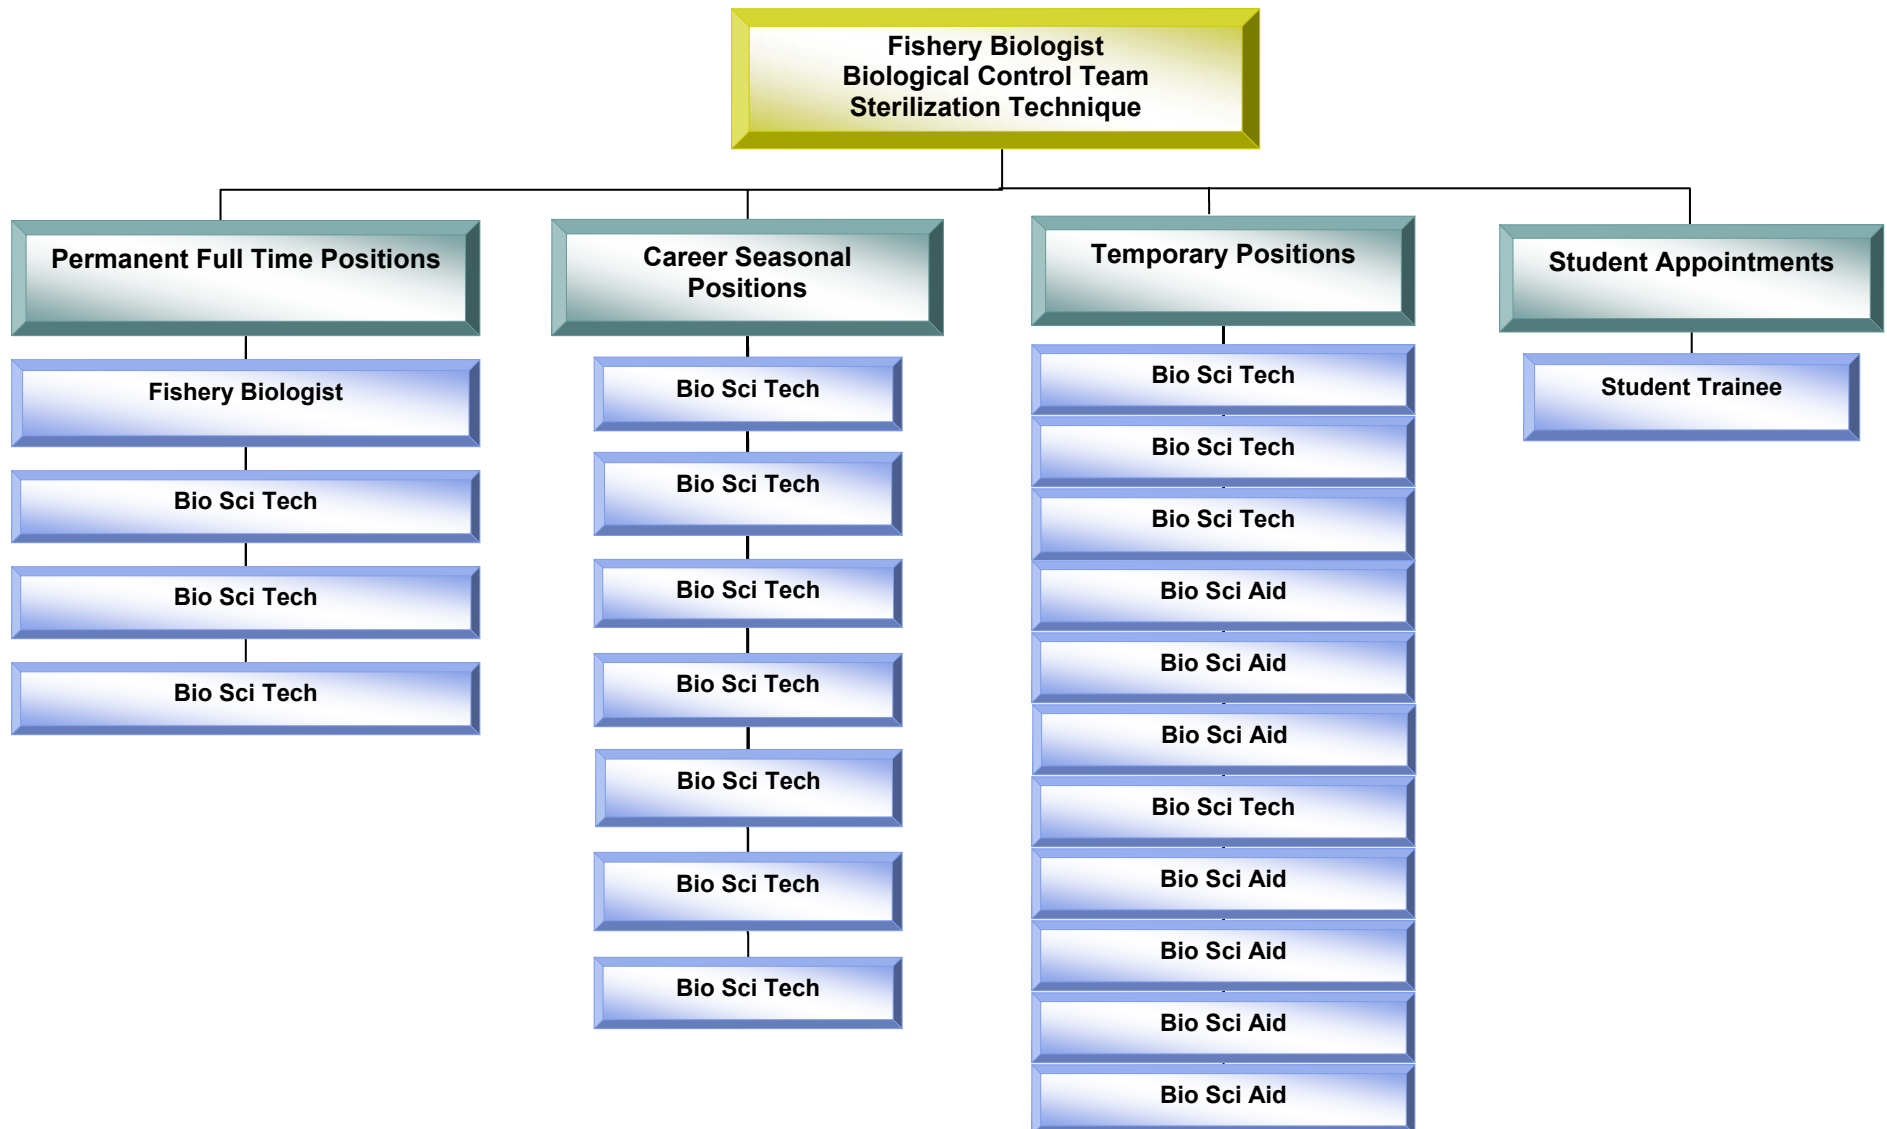 Fishery Biologist
Biological Control Team
Sterilization Technique
Permanent Full Time Positions
Fishery Biologist
Bio Sci Tech
Bio Sci Tech
Bio Sci Tech
Career Seasonal
Positions
Bio Sci Tech
Bio Sci Tech
Bio Sci Tech
Bio Sci Tech
Bio Sci Tech
Bio Sci Tech
Bio Sci Tech
Temporary Positions
Bio Sci Tech
Bio Sci Tech
Bio Sci Tech
Bio Sci Aid
Bio Sci Aid
Bio Sci Aid
Bio Sci Tech
Bio Sci Aid
Bio Sci Aid
Bio Sci Aid
Bio Sci Aid
Student Appointments
Student Trainee